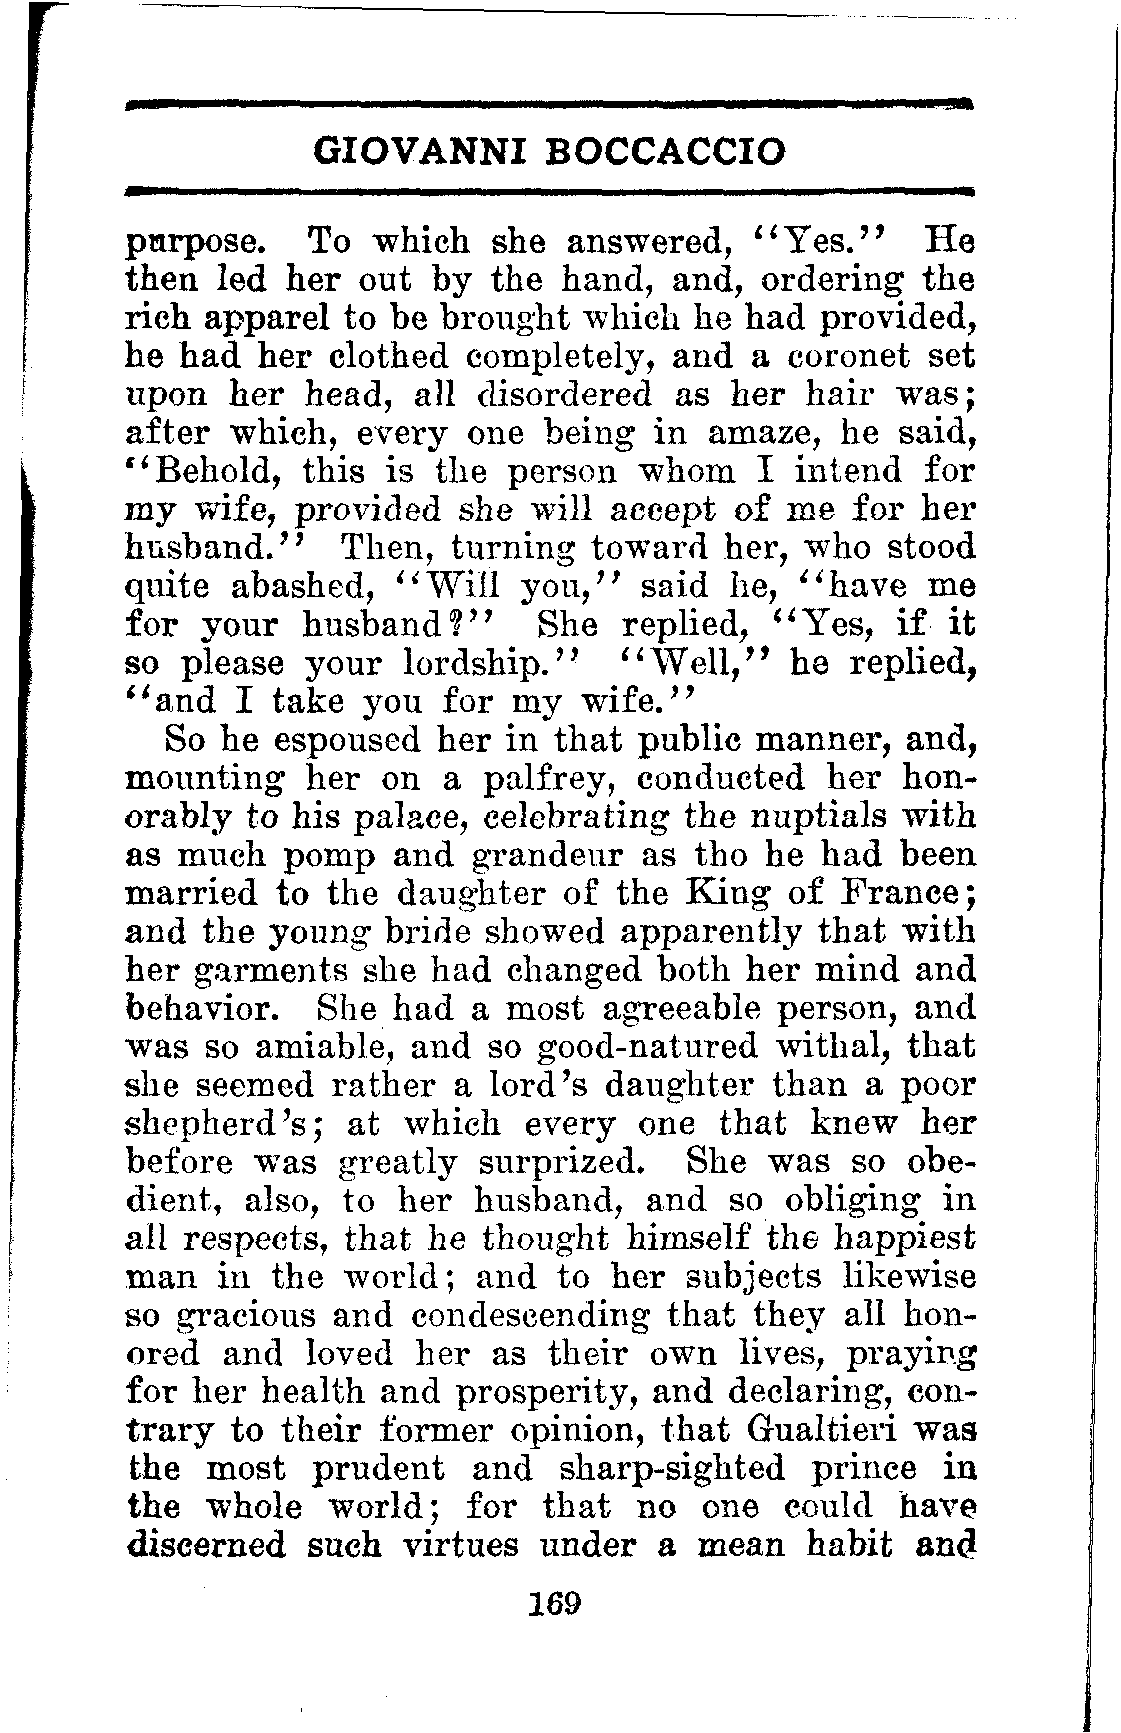 GIOVANNI BOCCACCIO
purpose. To which she answered, "Yes." He
then led her out by the hand, and, ordering the
rich apparel to be brought which he had provided,
he had her clothed completely, and a coronet set
upon her head, all disordered as her hair was;
after which, every one being in amaze, he said,
"Behold, this is the person whom I intend for
my wife, provided she will accept of me for her
husband." Then, turning toward her, who stood
quite abashed, "Will you," said he, "have me
for your husband?" She replied, "Yes, if it
so please your lordship." "Well," he replied,
"and I take you for my wife."
So he espoused her in that public manner, and,
mounting her on a palfrey, conducted her hon-
orably to his palace, celebrating the nuptials with
as much pomp and grandeur as tho he had been
married to the daughter of the King of France;
and the young bride showed apparently that with
her garments she had changed both her mind and
behavior. She had a most agreeable person, and
was so amiable, and so good-natured withal, that
she seemed rather a lord's daughter than a poor
shepherd's; at which every one that knew her
before was greatly surprized. She was so obe-
dient, also, to her husband, and so obliging in
all respects, that he thought himself the happiest
man in the world; and to her subjects likewise
so gracious and condescending that they all hon-
ored and loved her as their own lives, praying
for her health and prosperity, and declaring, con-
trary to their former opinion, that Gualtieri was
the most prudent and sharp-sighted prince in
the whole world; for that no one could have
discerned such virtues under a mean habit and
169